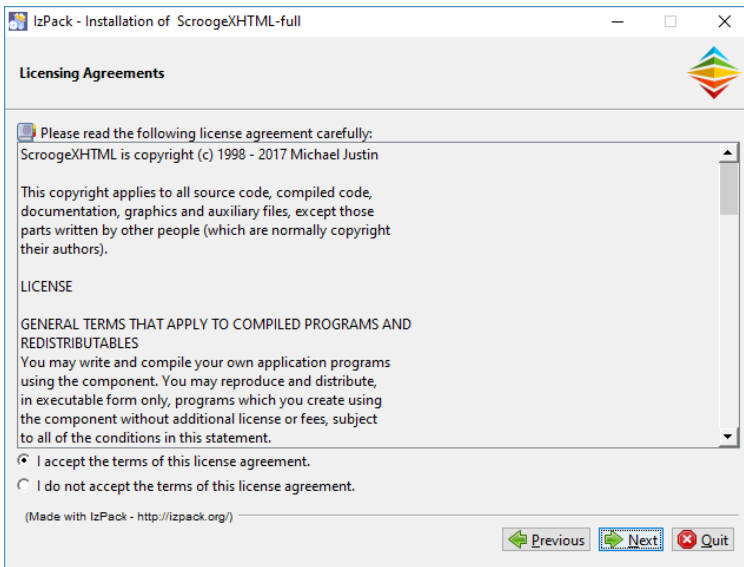 IzPack - Installation of ScroogeXHTML-full
Licensing Agreements
Please read the following license agreement carefully:
ScroogeXHTML is copyright (c) 1998 - 2017 Michael Justin
This copyright applies to all source code, compiled code,
documentation, graphics and auxiliary files, except those
parts written by other people (which are normally copyright
their authors).
LICENSE
GENERAL TERMS THAT APPLY TO COMPILED PROGRAMS AND
REDISTRIBUTABLES
You may write and compile your own application programs
using the component. You may reproduce and distribute,
in executable form only, programs which you create using
the component without additional license or fees, subject
to all of the conditions in this statement.
I accept the terms of this license agreement.
I do not accept the terms of this license agreement.
(Made with IzPack - http://izpack.org/)
Previous Next Quit